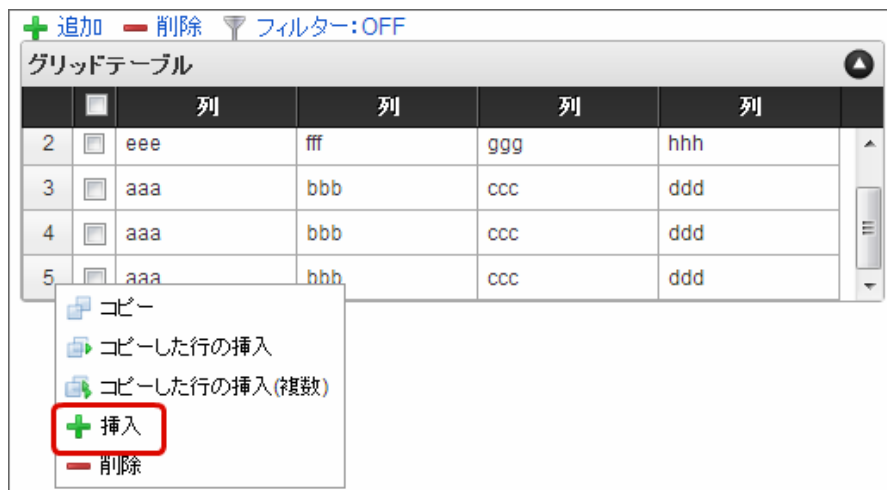 追加 削除 フィルター:OFF
グリッドテーブル
列 列 列 列
2 eee fff ggg hhh
3 aaa bbb ccc ddd
4 aaa bbb ccc ddd
5 aaa bbb ccc ddd
コピー
コピーした行の挿入
コピーした行の挿入(複数)
挿入
削除